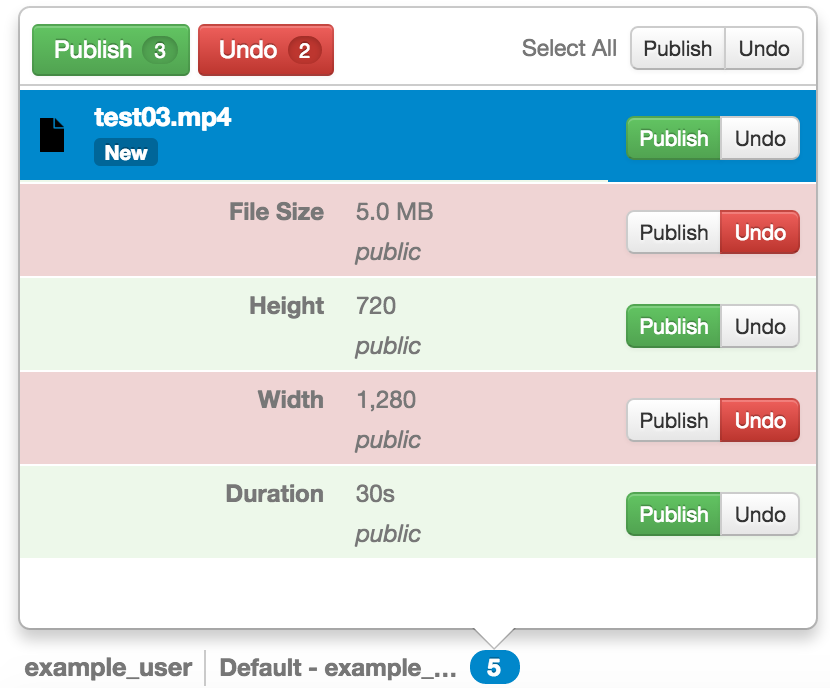 Publish 3 Undo 2 Select All Publish Undo
test03.mp4
New
Publish Undo
File Size 5.0 MB
public
Publish Undo
Height 720
public
Publish Undo
Width 1,280
public
Publish Undo
Duration 30s
public
Publish Undo
example_user Default - example_... 5